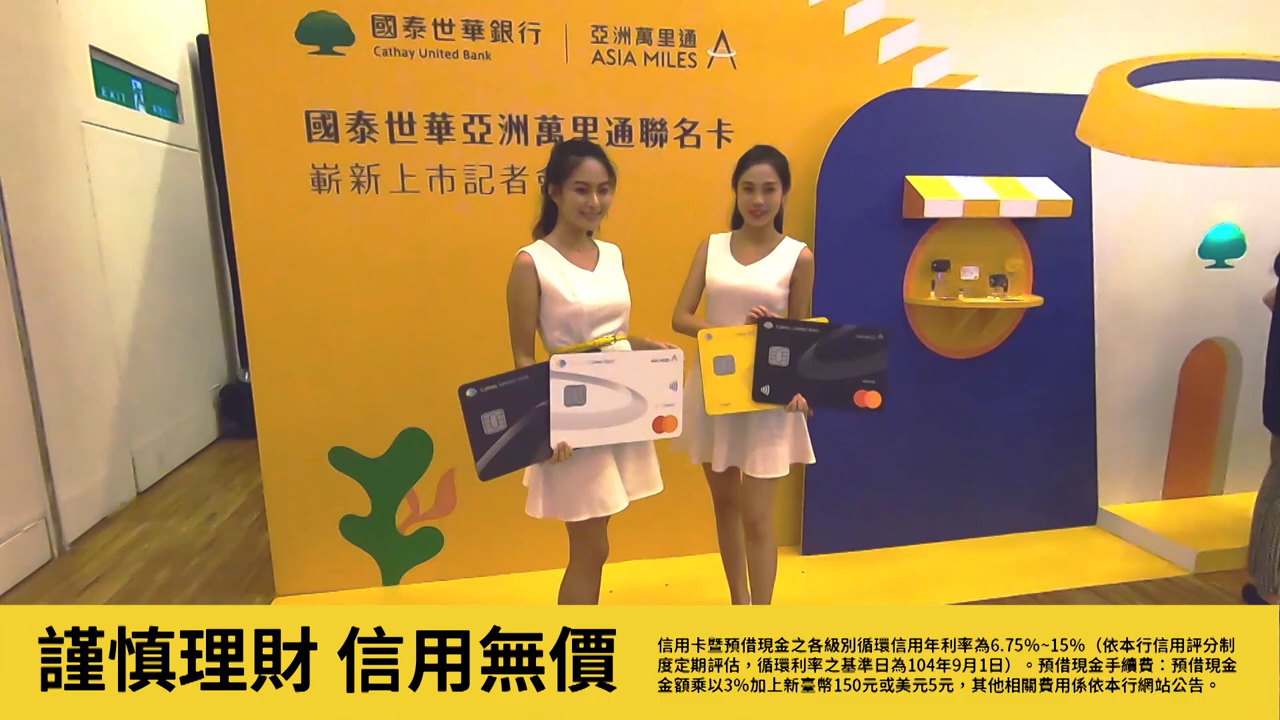 國泰世華銀行
Cathay United Bank
亞洲萬里通
ASIA MILES
國泰世華亞洲萬里通聯名卡
嶄新上市記者會
EXIT
謹慎理財 信用無價
信用卡暨預借現金之各級別循環信用年利率為6.75%~15%（依本行信用評分制
度定期評估，循環利率之基準日為104年9月1日）。預借現金手續費：預借現金
金額乘以3%加上新臺幣150元或美元5元，其他相關費用係依本行網站公告。